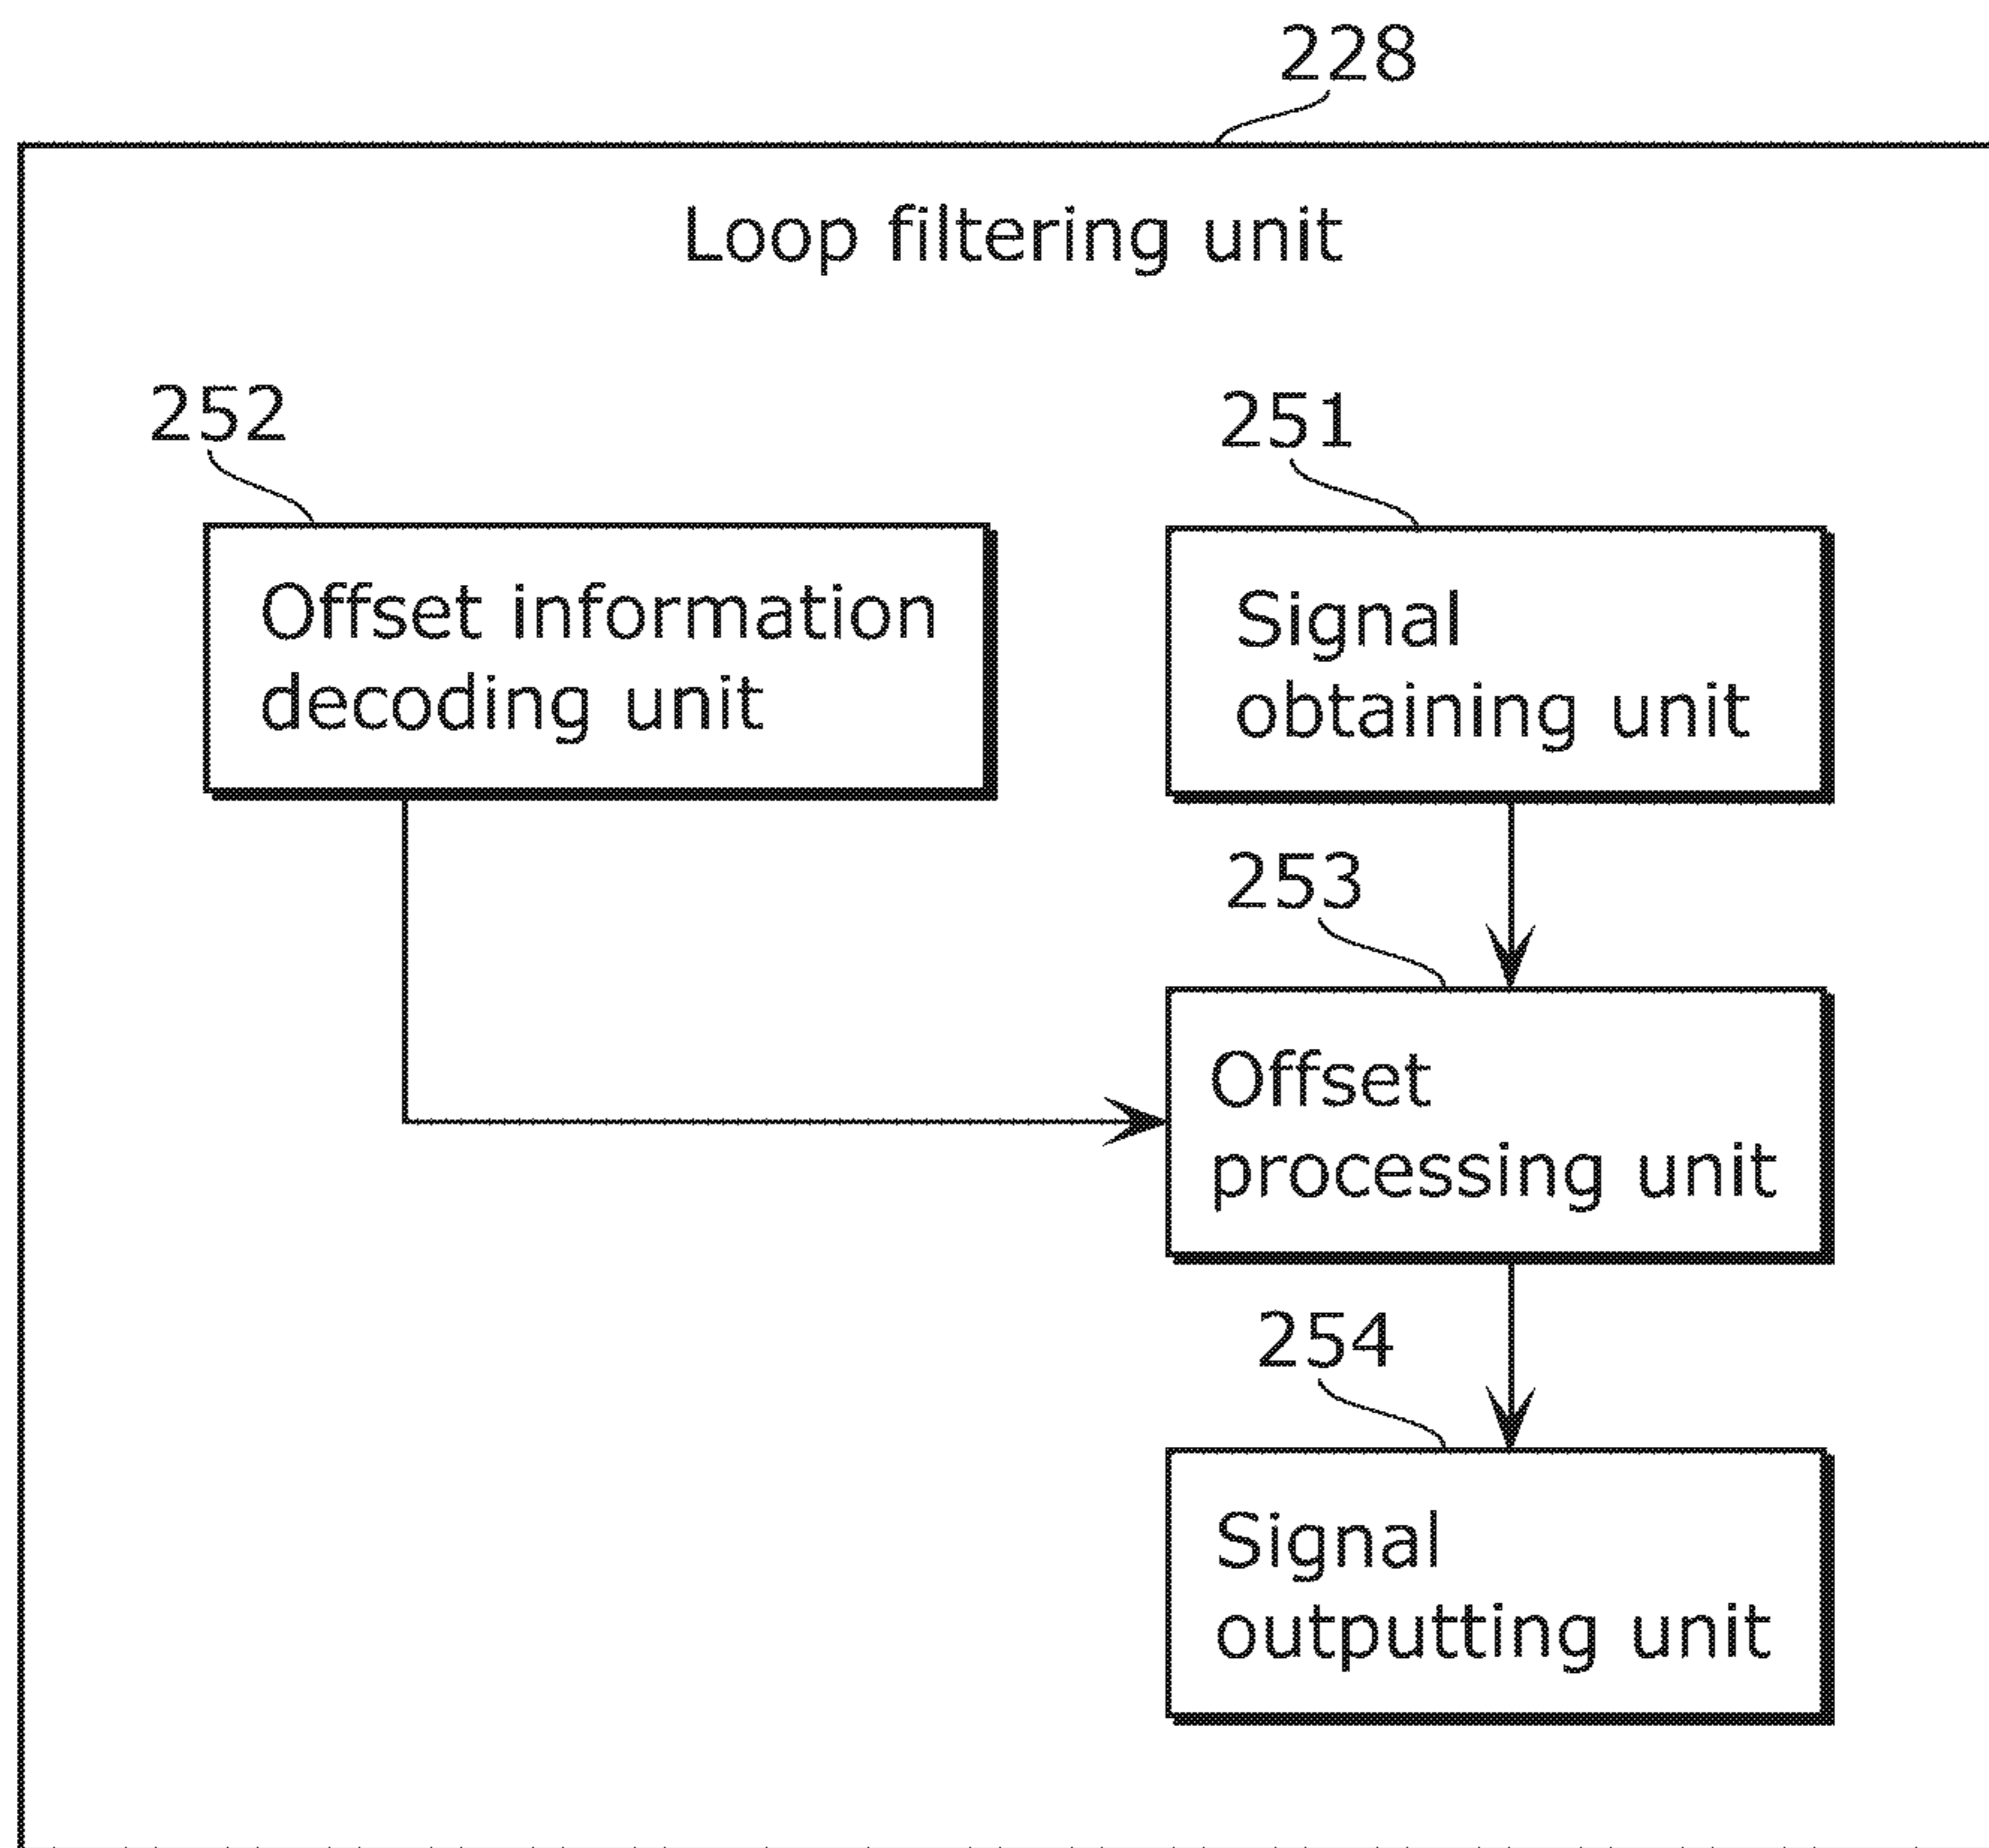 228
Loop filtering unit
252
251
Offset information
decoding unit
Signal
obtaining unit
253
Offset
processing unit
254
Signal
outputting unit